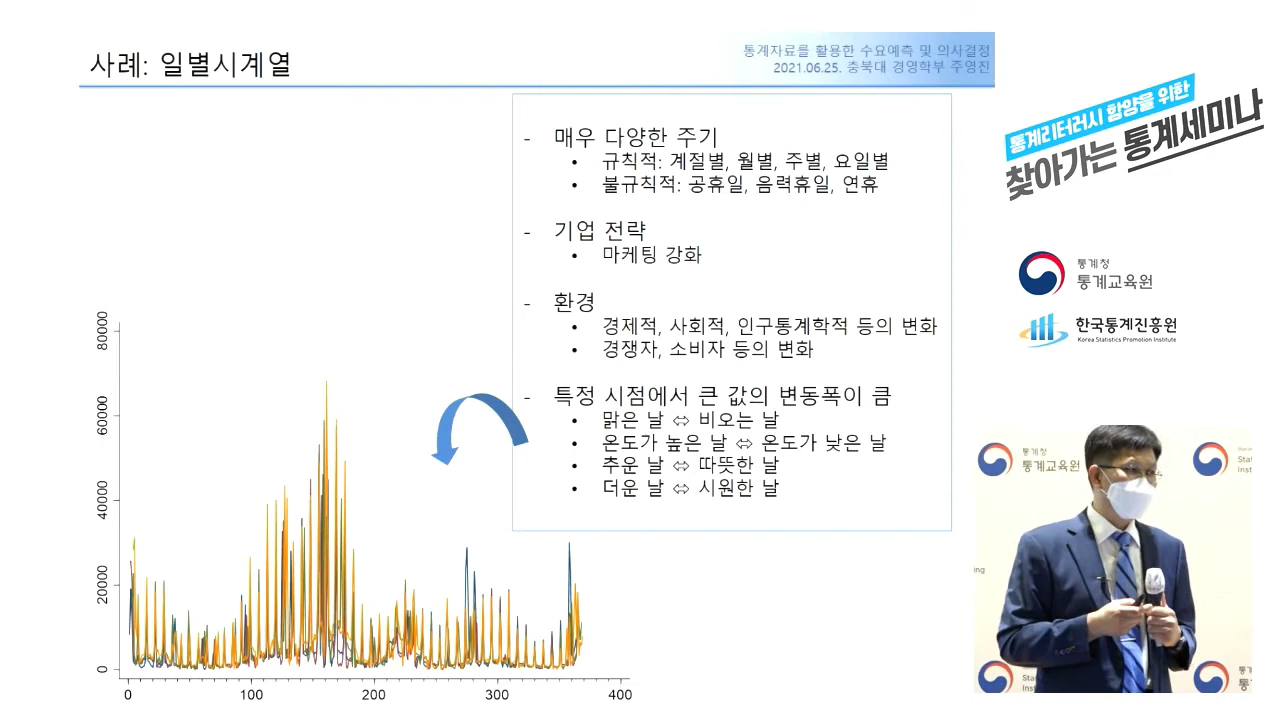 사례: 일별시계열
통계자료를 활용한 수요예측 및 의사결정
2021.06.25. 충북대 경영학부 주영진
- 매우 다양한 주기
• 규칙적: 계절별, 월별, 주별, 요일별
• 불규칙적: 공휴일, 음력휴일, 연휴
- 기업 전략
• 마케팅 강화
- 환경
• 경제적, 사회적, 인구통계학적 등의 변화
• 경쟁자, 소비자 등의 변화
- 특정 시점에서 큰 값의 변동폭이 큼
• 맑은 날 ⇔ 비오는 날
• 온도가 높은 날 ⇔ 온도가 낮은 날
• 추운 날 ⇔ 따뜻한 날
• 더운 날 ⇔ 시원한 날
80000
60000
40000
20000
0
0 100 200 300 400
통계리터러시 함양을 위한
찾아가는 통계세미나
통계청
통계교육원
한국통계진흥원
Korea Statistics Promotion Institute
통계청
통계교육원
Stat
Inst
ing